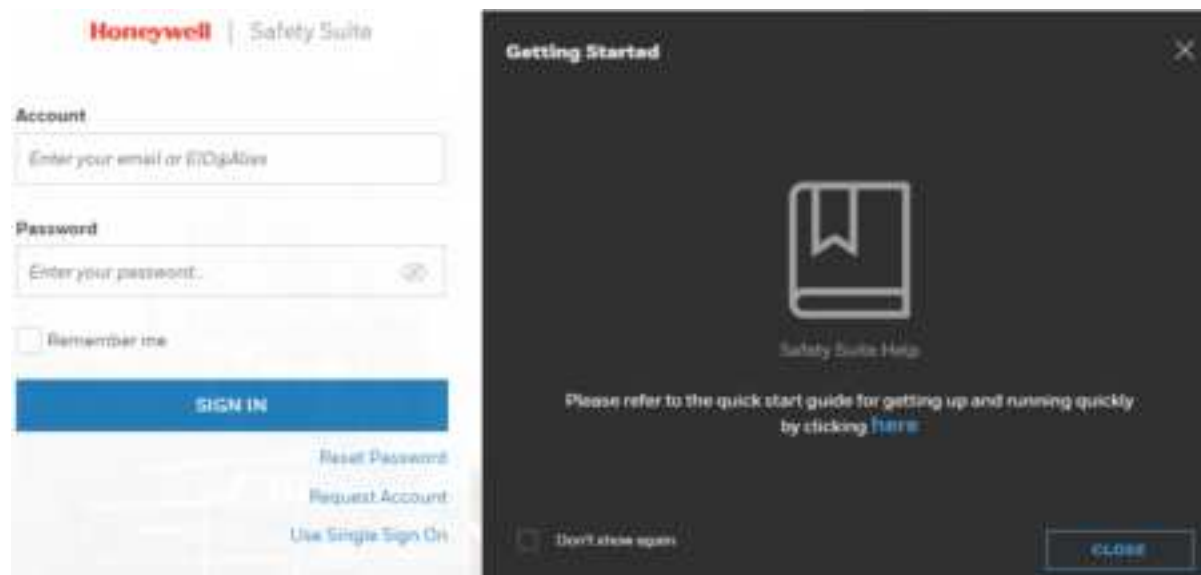 Honeywell | Safety Suite
Account
Enter your email or EID@Alias
Password
Enter your password..
Remember me
SIGN IN
Reset Password
Request Account
Use Single Sign On
Getting Started
Safety Suite Help
Please refer to the quick start guide for getting up and running quickly
by clicking here
Don't show again
CLOSE